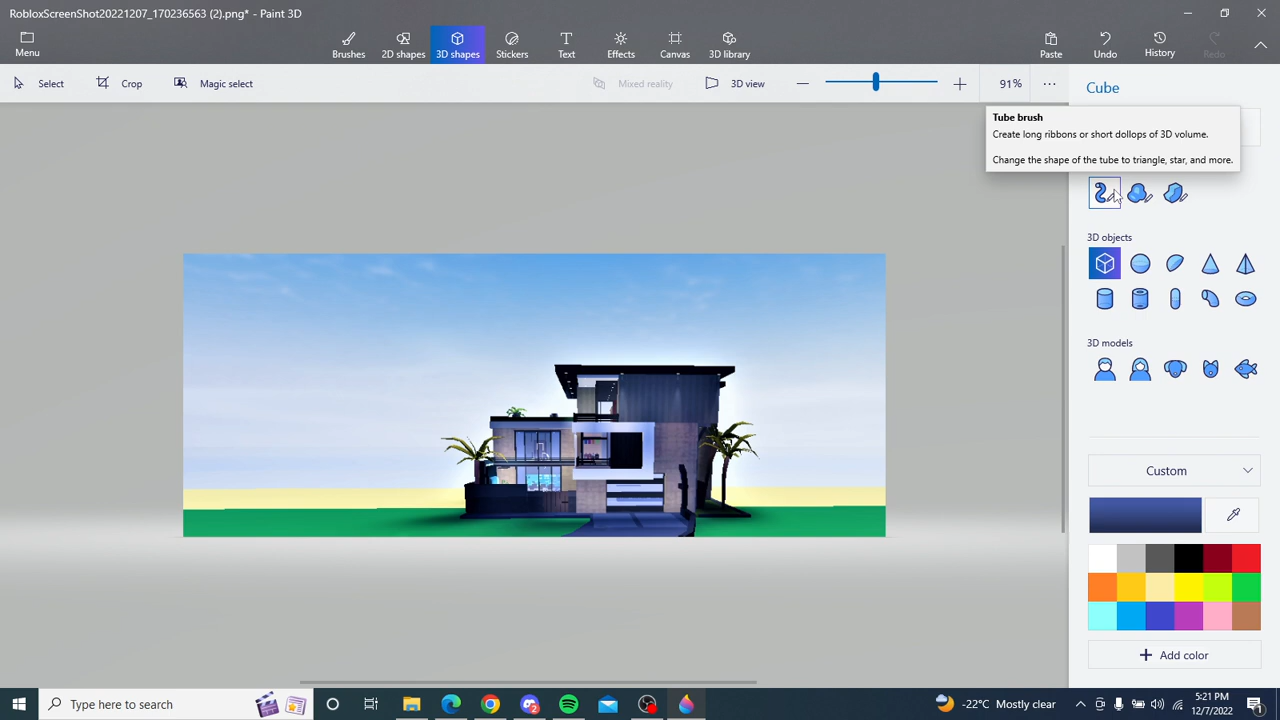 RobloxScreenShot20221207_170236563 (2).png* - Paint 3D
Menu
Brushes
2D shapes
3D shapes
Stickers
Text
Effects
Canvas
3D library
Paste
Undo
History
Redo
Select
Crop
Magic select
Mixed reality
3D view
91%
Cube
Tube brush
Create long ribbons or short dollops of 3D volume.
Change the shape of the tube to triangle, star, and more.
3D objects
3D models
Custom
Add color
Type here to search
-22°C Mostly clear
5:21 PM
12/7/2022
1